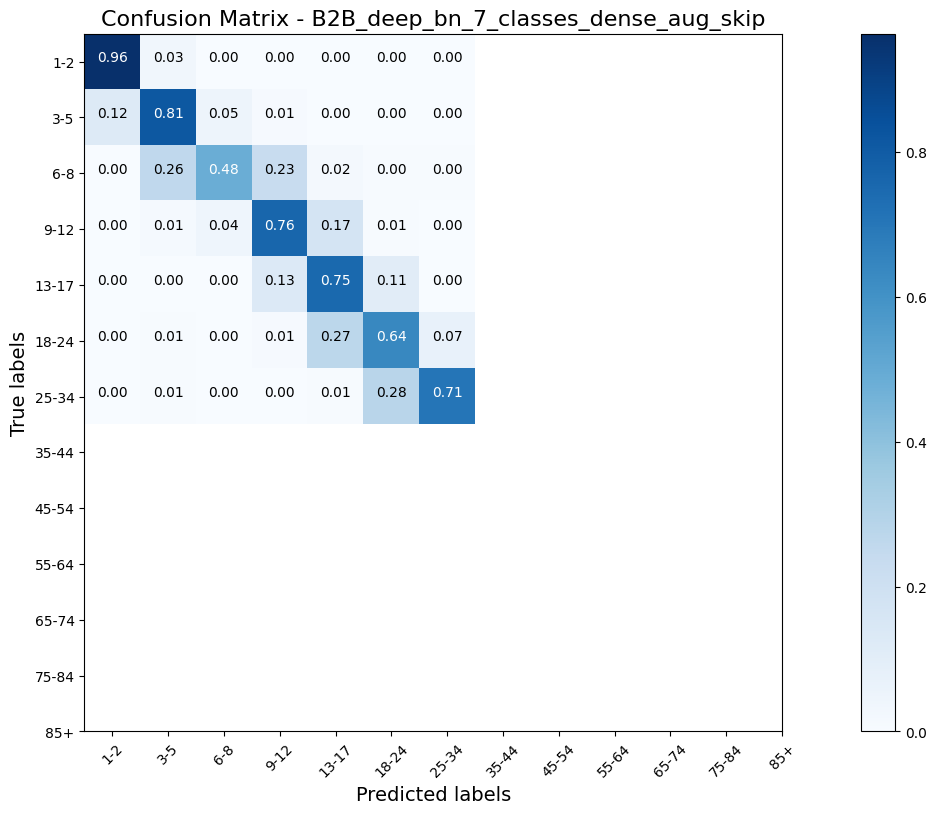 Confusion Matrix - B2B_deep_bn_7_classes_dense_aug_skip
1-2 0.96 0.03 0.00 0.00 0.00 0.00 0.00
3-5 0.12 0.81 0.05 0.01 0.00 0.00 0.00
6-8 0.00 0.26 0.48 0.23 0.02 0.00 0.00
9-12 0.00 0.01 0.04 0.76 0.17 0.01 0.00
13-17 0.00 0.00 0.00 0.13 0.75 0.11 0.00
18-24 0.00 0.01 0.00 0.01 0.27 0.64 0.07
25-34 0.00 0.01 0.00 0.00 0.01 0.28 0.71
35-44
45-54
55-64
65-74
75-84
85+
True labels
1-2 3-5 6-8 9-12 13-17 18-24 25-34 35-44 45-54 55-64 65-74 75-84 85+
Predicted labels
0.8
0.6
0.4
0.2
0.0